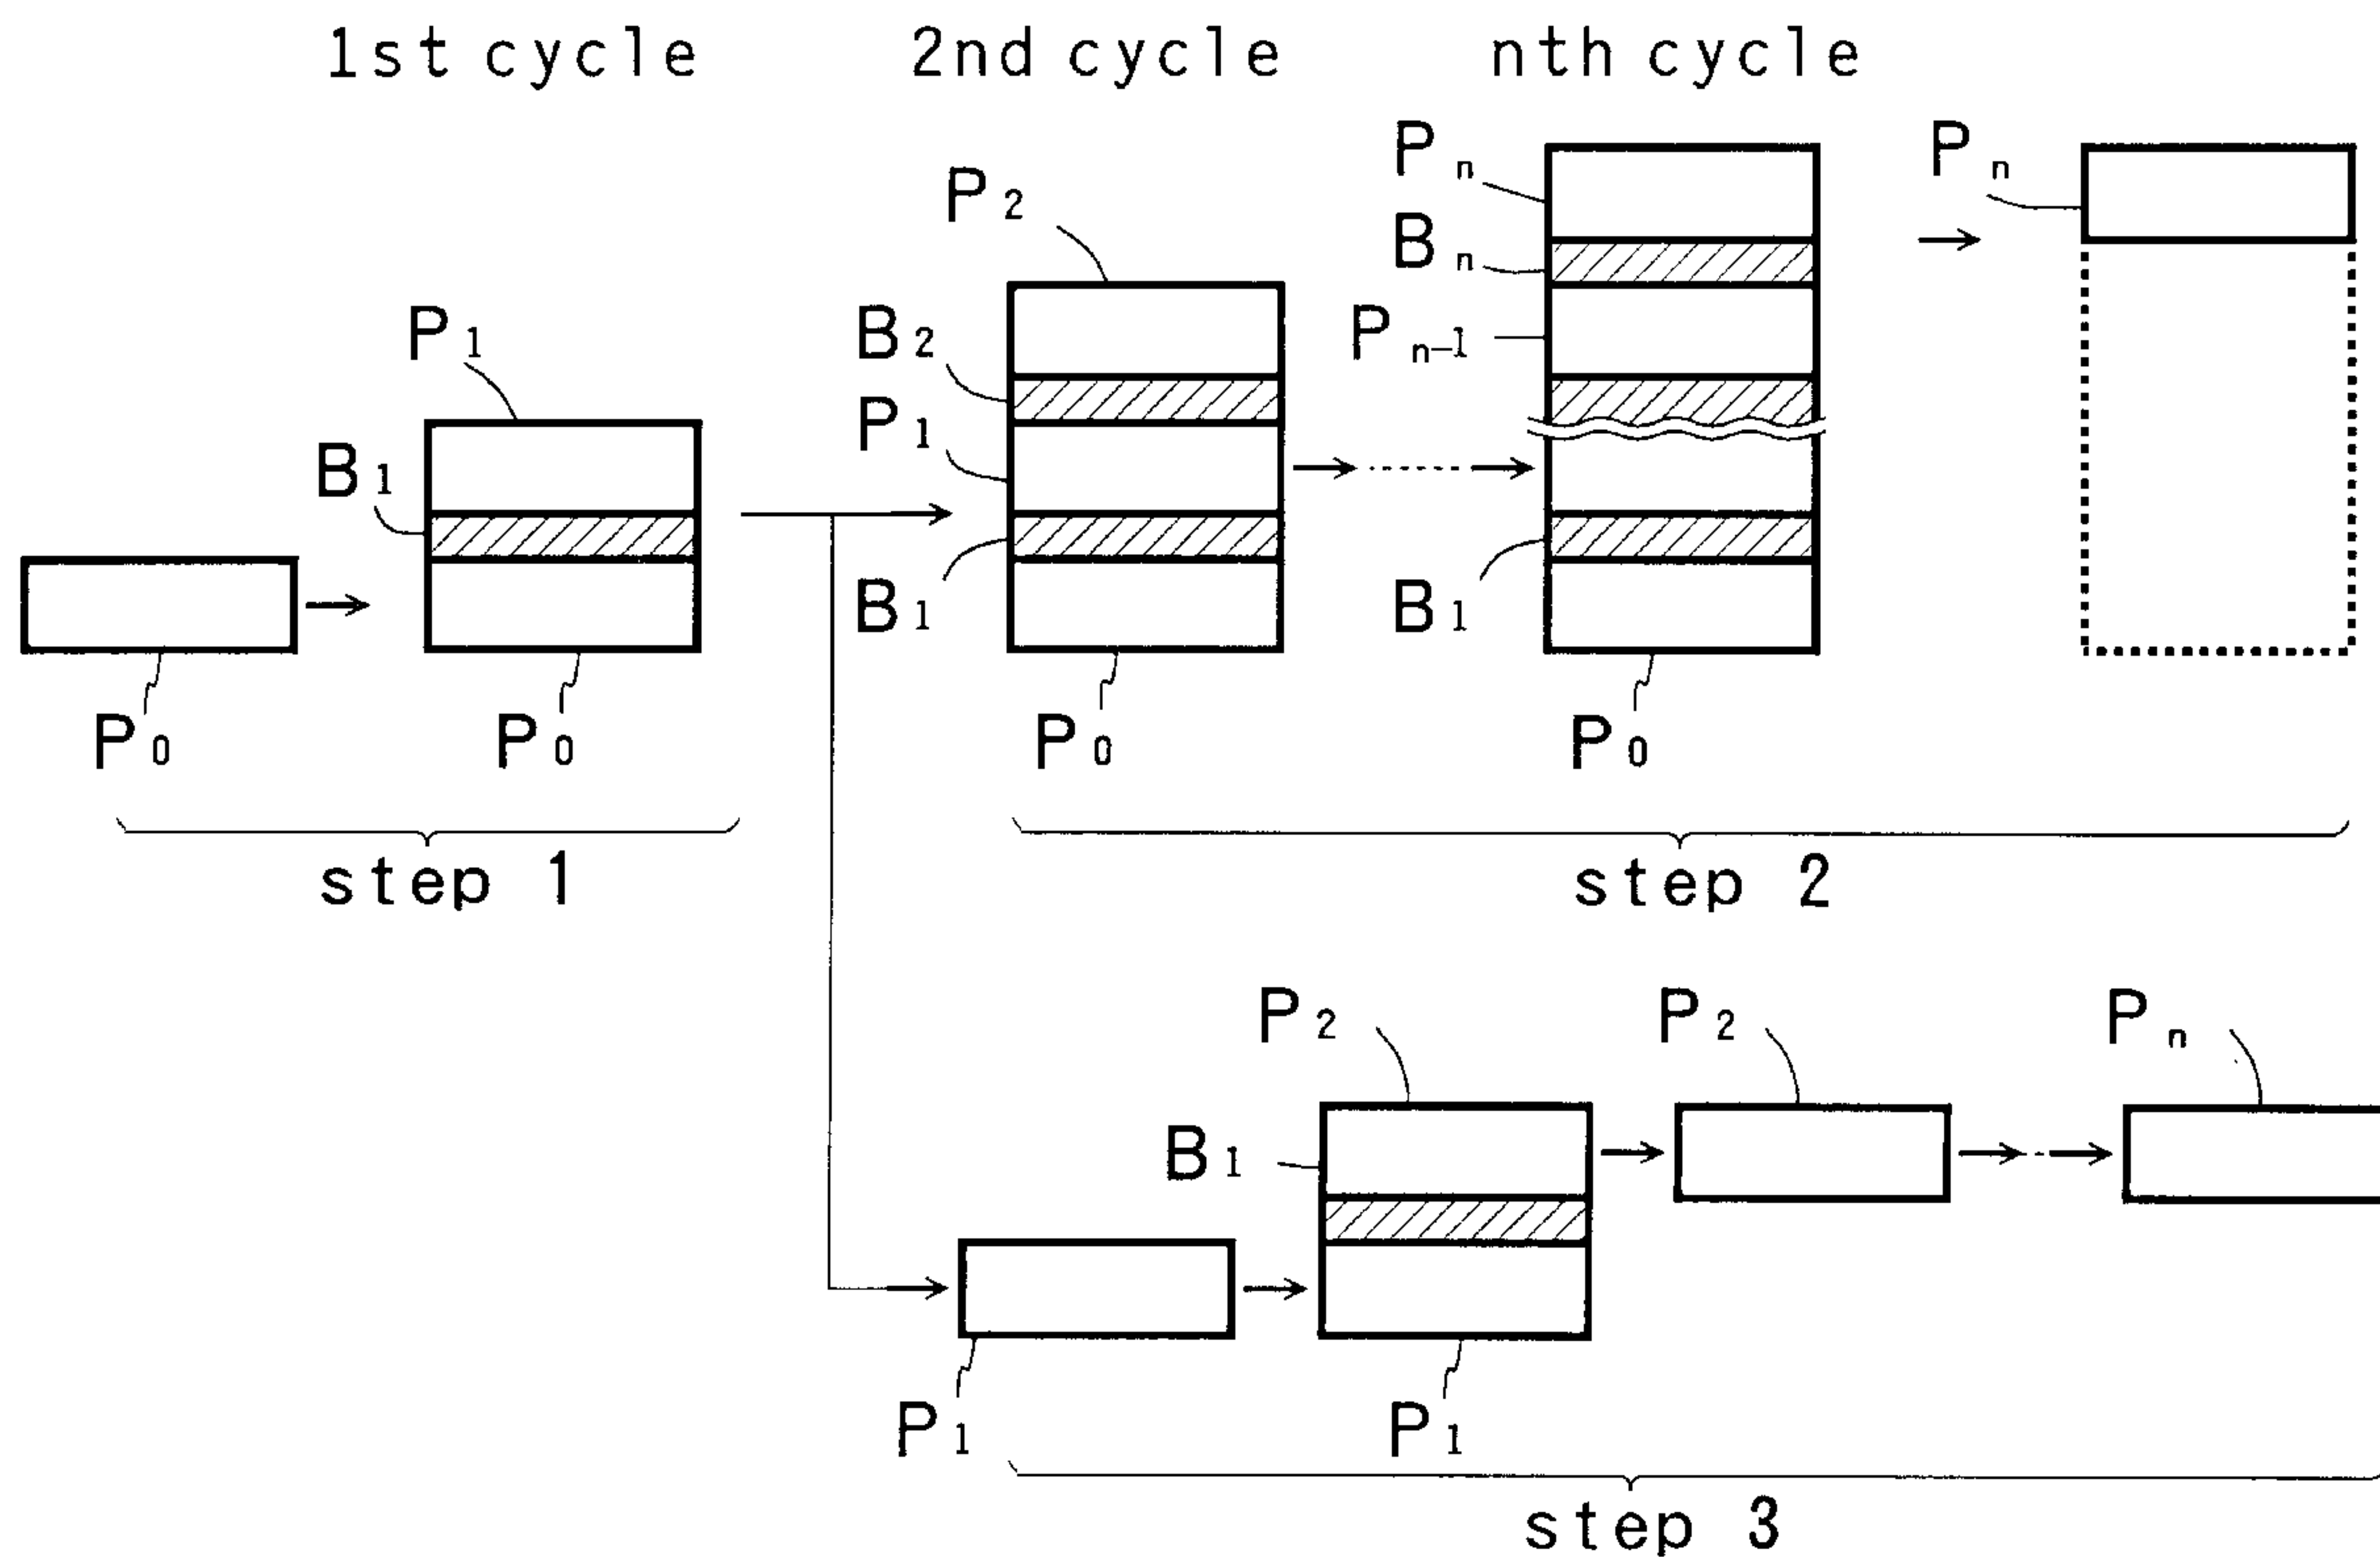 1st cycle 2nd cycle nth cycle
Pn Pn
P2 Bn
P1 B2 Pn-1
B1 P1
B1 B1
P0 P0 P0 P0
step 1 step 2
P2 P2 Pn
B1
P1 P1
step 3